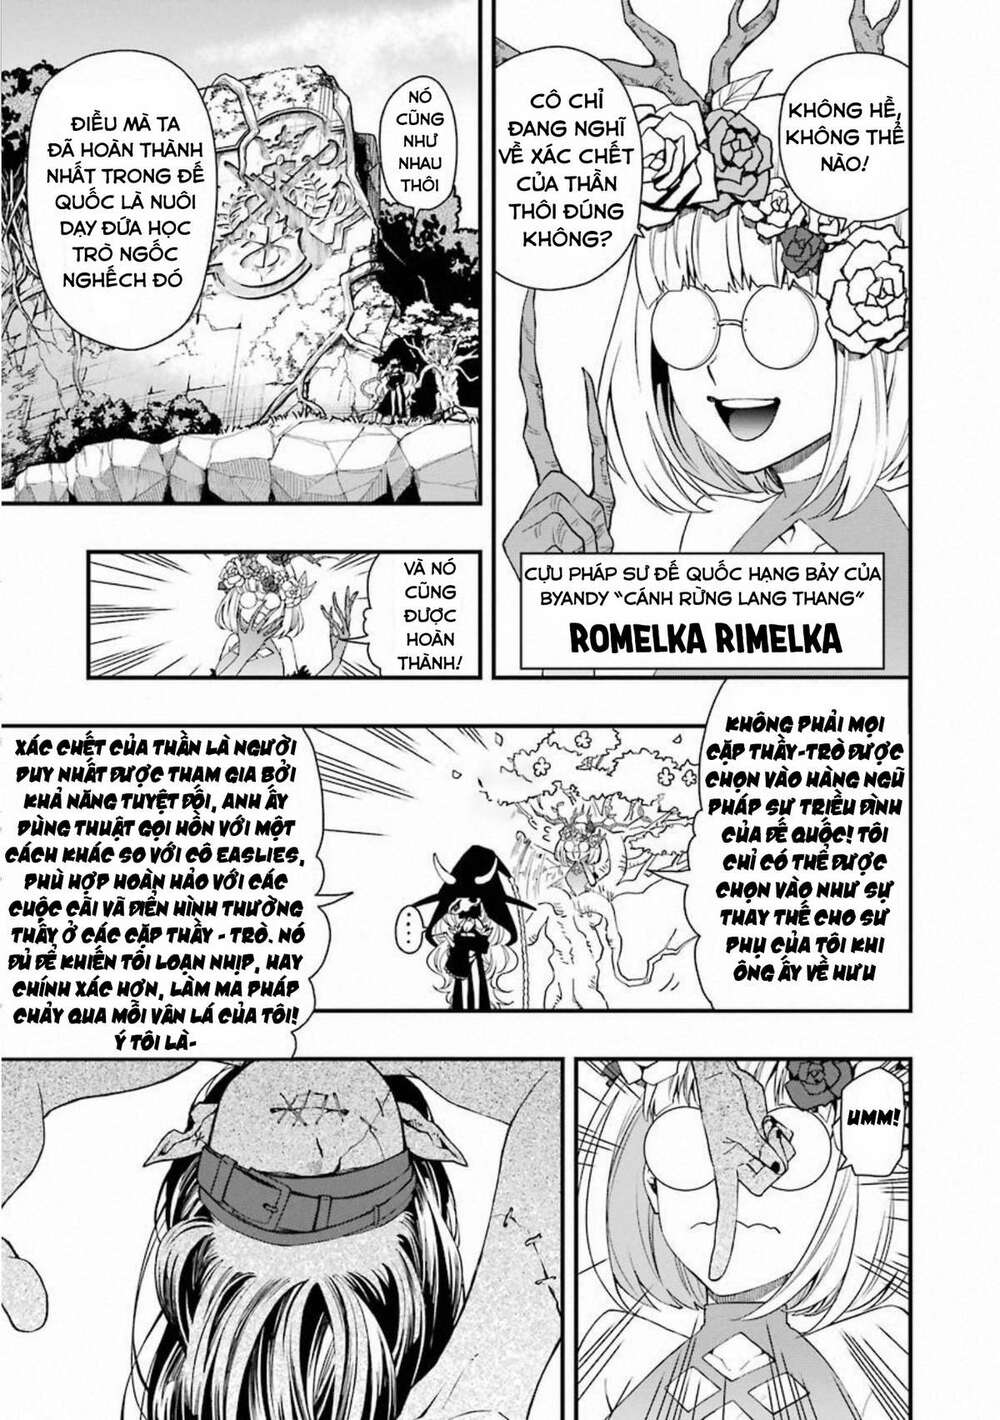 KHÔNG HỀ,
KHÔNG THỂ
NÀO!
CÔ CHỈ
ĐANG NGHĨ
VỀ XÁC CHẾT
CỦA THẦN
THÔI ĐÚNG
KHÔNG?
CỰU PHÁP SƯ ĐẾ QUỐC HẠNG BẢY CỦA
BYANDY "CÁNH RỪNG LANG THANG"
ROMELKA RIMELKA
NÓ
CŨNG
NHƯ
NHAU
THÔI
ĐIỀU MÀ TA
ĐÃ HOÀN THÀNH
NHẤT TRONG ĐẾ
QUỐC LÀ NUÔI
DẠY ĐỨA HỌC
TRÒ NGỐC
NGHẾCH ĐÓ
VÀ NÓ
CŨNG
ĐƯỢC
HOÀN
THÀNH!
KHÔNG PHẢI MỌI
CẶP THẦY-TRÒ ĐƯỢC
CHỌN VÀO HÀNG NGŨ
PHÁP SƯ TRIỀU ĐÌNH
CỦA ĐẾ QUỐC! TÔI
CHỈ CÓ THỂ ĐƯỢC
CHỌN VÀO NHƯ SỰ
THAY THẾ CHO SƯ
PHỤ CỦA TÔI KHI
ÔNG ẤY VỀ HƯU
...
XÁC CHẾT CỦA THẦN LÀ NGƯỜI
DUY NHẤT ĐƯỢC THAM GIA BỞI
KHẢ NĂNG TUYỆT ĐỐI, ANH ẤY
DÙNG THUẬT GỌI HỒN VỚI MỘT
CÁCH KHÁC SO VỚI CÔ EASLIES,
PHÙ HỢP HOÀN HẢO VỚI CÁC
CUỘC CÃI VÃ ĐIỂN HÌNH THƯỜNG
THẤY Ở CÁC CẶP THẦY - TRÒ. NÓ
ĐỦ ĐỂ KHIẾN TÔI LOẠN NHỊP, HAY
CHÍNH XÁC HƠN, LÀM MA PHÁP
CHẢY QUA MỖI VÂN LÁ CỦA TÔI!
Ý TÔI LÀ-
UMM!